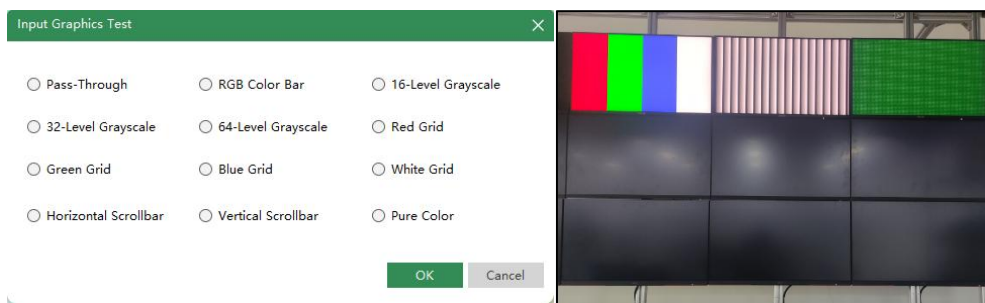 Input Graphics Test
Pass-Through RGB Color Bar 16-Level Grayscale
32-Level Grayscale 64-Level Grayscale Red Grid
Green Grid Blue Grid White Grid
Horizontal Scrollbar Vertical Scrollbar Pure Color
OK Cancel